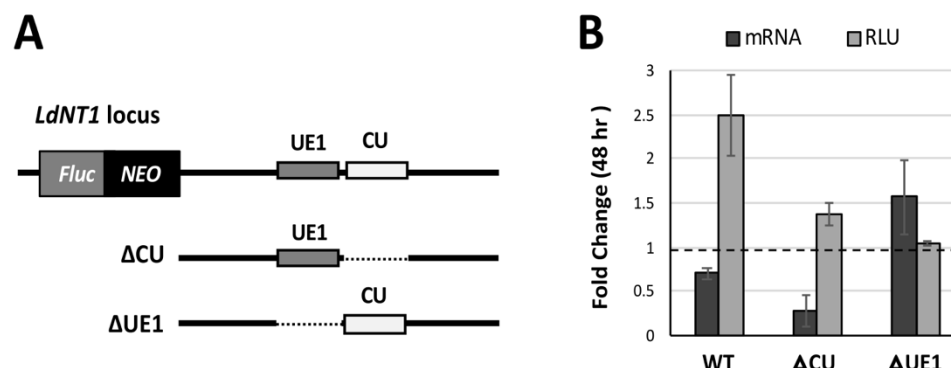 A
LdNT1 locus
UE1 CU
Fluc NEO
UE1
ΔCU
CU
ΔUE1
B
mRNA RLU
Fold Change (48 hr )
3
2.5
2
1.5
1
0.5
0
WT ΔCU ΔUE1